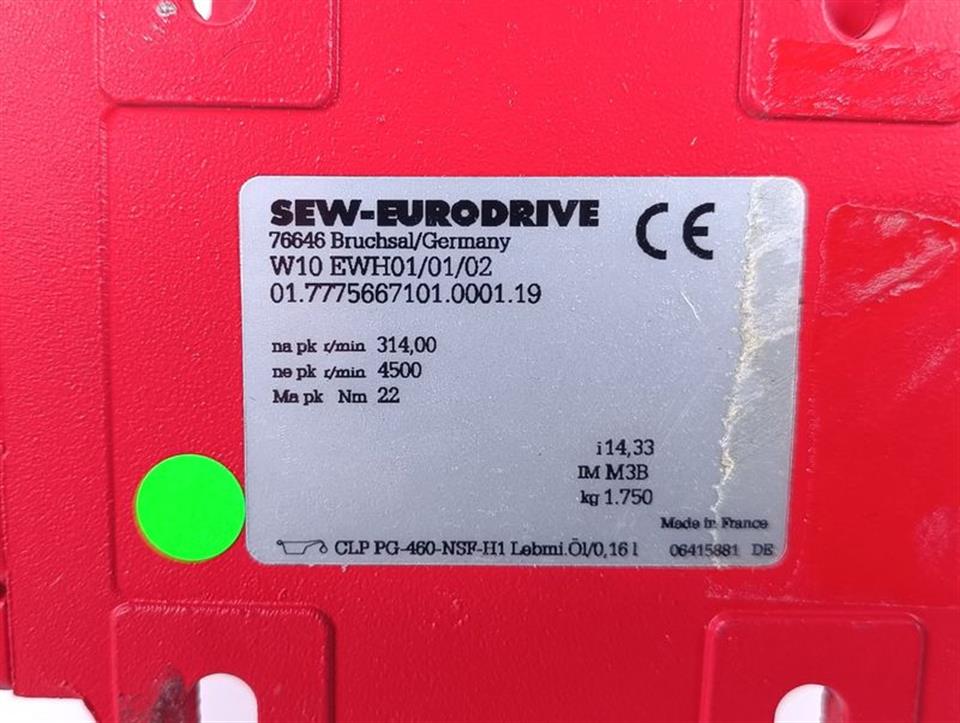 SEW-EURODRIVE
CE
76646 Bruchsal/Germany
W10 EWH01/01/02
01.7775667101.0001.19
na pk r/min 314,00
ne pk r/min 4500
Ma pk Nm 22
i 14,33
IM M3B
kg 1.750
Made in France
CLP PG-460-NSF-H1 Lebmi.Öl/0,16 l 06415881 DE